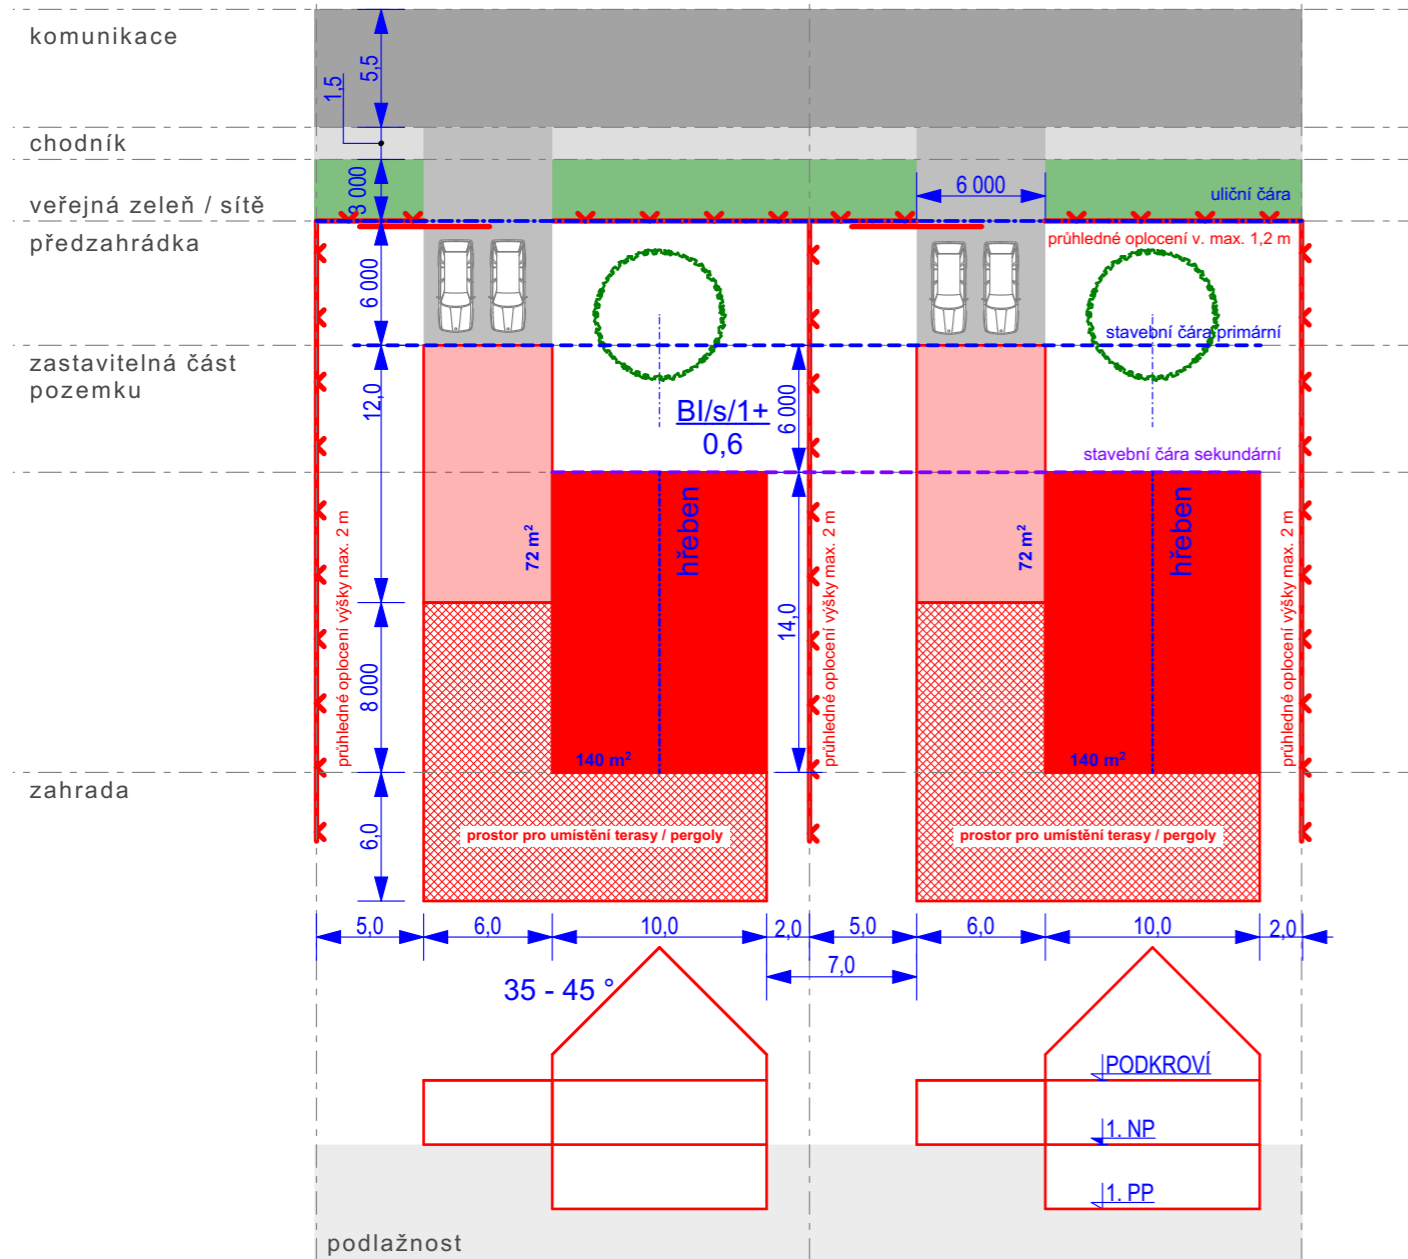 komunikace
5,5
1,5
chodník
3 000
6 000
veřejná zeleň / sítě
uliční čára
předzahrádka
průhledné oplocení v. max. 1,2 m
6 000
stavební čára primární
zastavitelná část
pozemku
12,0
BI/s/1+
0,6
6 000
stavební čára sekundární
hřeben
hřeben
72 m²
72 m²
průhledné oplocení výšky max. 2 m
průhledné oplocení výšky max. 2 m
průhledné oplocení výšky max. 2 m
14,0
8 000
140 m²
140 m²
zahrada
6,0
prostor pro umístění terasy / pergoly
prostor pro umístění terasy / pergoly
5,0
6,0
10,0
2,0
5,0
6,0
10,0
2,0
7,0
35 - 45 °
PODKROVÍ
1. NP
1. PP
podlažnost